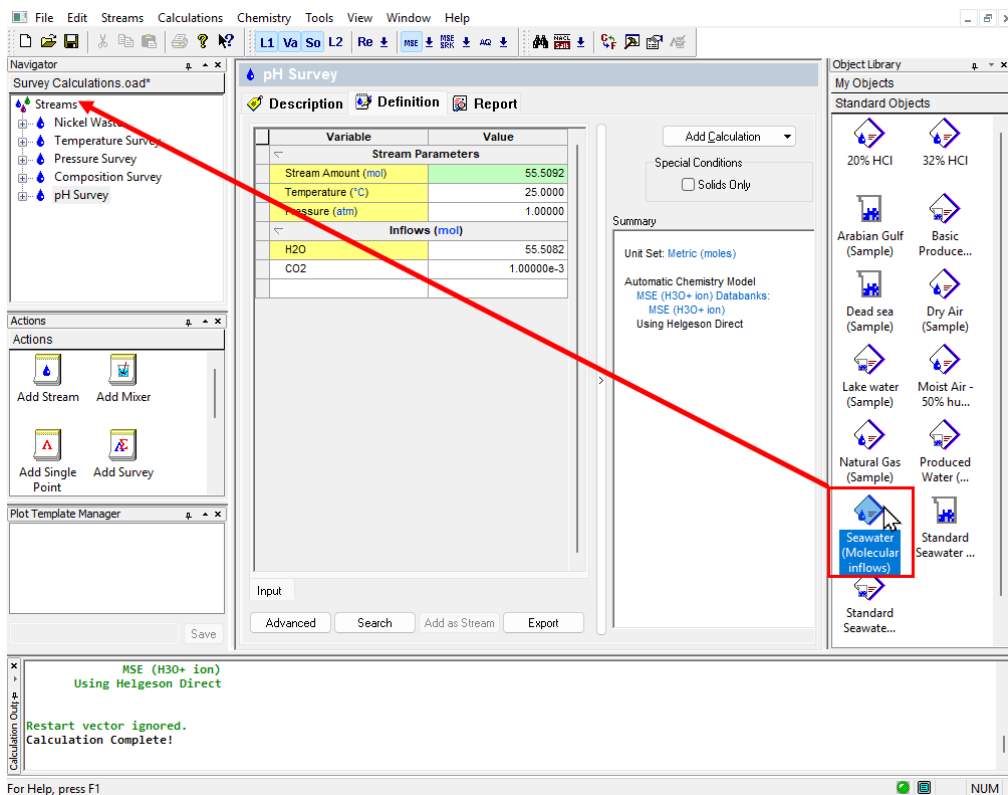 File Edit Streams Calculations Chemistry Tools View Window Help
L1 Va So L2 Re MSE MSE SRK AQ
Navigator
Survey Calculations.oad*
Streams
Nickel Waste
Temperature Survey
Pressure Survey
Composition Survey
pH Survey
Actions
Actions
Add Stream Add Mixer
Add Single Point Add Survey
Plot Template Manager
Save
pH Survey
Description Definition Report
Variable Value
Stream Parameters
Stream Amount (mol) 55.5092
Temperature (°C) 25.0000
Pressure (atm) 1.00000
Inflows (mol)
H2O 55.5082
CO2 1.00000e-3
Input
Advanced Search Add as Stream Export
Add Calculation
Special Conditions
Solids Only
Summary
Unit Set: Metric (moles)
Automatic Chemistry Model
MSE (H3O+ ion) Databanks:
MSE (H3O+ ion)
Using Helgeson Direct
Object Library
My Objects
Standard Objects
20% HCl 32% HCl
Arabian Gulf (Sample)
Basic Produce...
Dead sea (Sample)
Dry Air (Sample)
Lake water (Sample)
Moist Air - 50% hu...
Natural Gas (Sample)
Produced Water (...
Seawater (Molecular inflows)
Standard Seawater ...
Standard Seawate...
Calculation Outp
MSE (H3O+ ion)
Using Helgeson Direct
Restart vector ignored.
Calculation Complete!
For Help, press F1
NUM